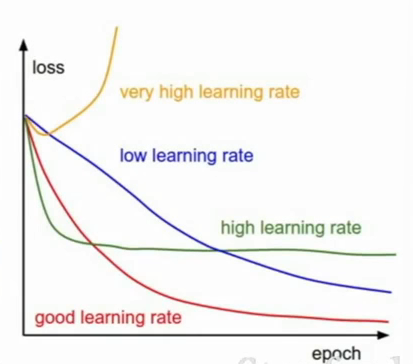 loss
very high learning rate
low learning rate
high learning rate
good learning rate
epoch